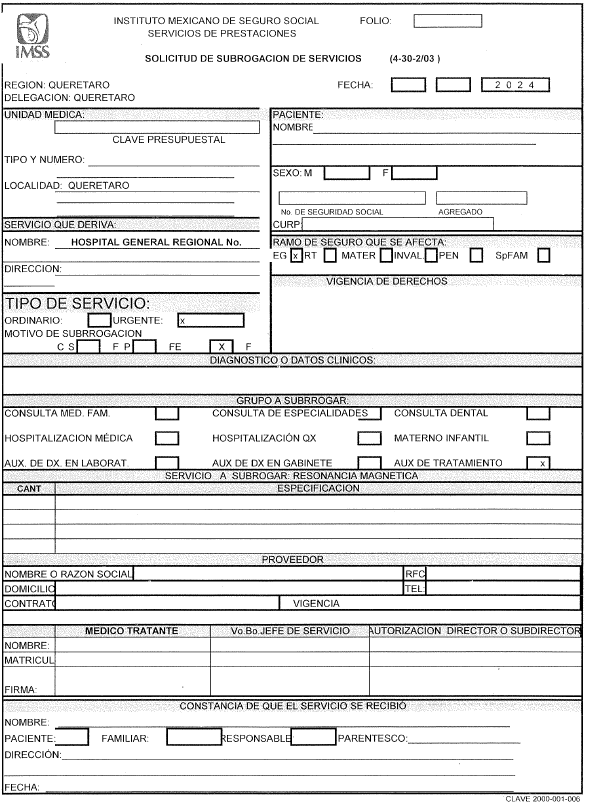 INSTITUTO MEXICANO DE SEGURO SOCIAL
FOLIO:
SERVICIOS DE PRESTACIONES
IMSS
SOLICITUD DE SUBROGACION DE SERVICIOS (4-30-2/03 )
REGION: QUERETARO
FECHA: 2 0 2 4
DELEGACION: QUERETARO
UNIDAD MEDICA:
CLAVE PRESUPUESTAL
TIPO Y NUMERO:
LOCALIDAD: QUERETARO
PACIENTE:
NOMBRE
SEXO: M F
No. DE SEGURIDAD SOCIAL AGREGADO
CURP:
SERVICIO QUE DERIVA:
NOMBRE: HOSPITAL GENERAL REGIONAL No.
DIRECCION:
RAMO DE SEGURO QUE SE AFECTA:
EG x RT MATER INVAL. PEN SpFAM
VIGENCIA DE DERECHOS
TIPO DE SERVICIO:
ORDINARIO: URGENTE: x
MOTIVO DE SUBRROGACION
C S F P FE X F
DIAGNOSTICO O DATOS CLINICOS:
GRUPO A SUBRROGAR:
CONSULTA MED. FAM. CONSULTA DE ESPECIALIDADES CONSULTA DENTAL
HOSPITALIZACION MÉDICA HOSPITALIZACIÓN QX MATERNO INFANTIL
AUX. DE DX. EN LABORAT. AUX DE DX EN GABINETE AUX DE TRATAMIENTO x
SERVICIO A SUBROGAR: RESONANCIA MAGNETICA
CANT ESPECIFICACION
PROVEEDOR
NOMBRE O RAZON SOCIAL RFC
DOMICILIO TEL:
CONTRATO VIGENCIA
MEDICO TRATANTE Vo.Bo.JEFE DE SERVICIO AUTORIZACION DIRECTOR O SUBDIRECTOR
NOMBRE:
MATRICUL
FIRMA:
CONSTANCIA DE QUE EL SERVICIO SE RECIBIÓ
NOMBRE:
PACIENTE: FAMILIAR: RESPONSABLE PARENTESCO:
DIRECCIÓN:
FECHA:
CLAVE 2000-001-006